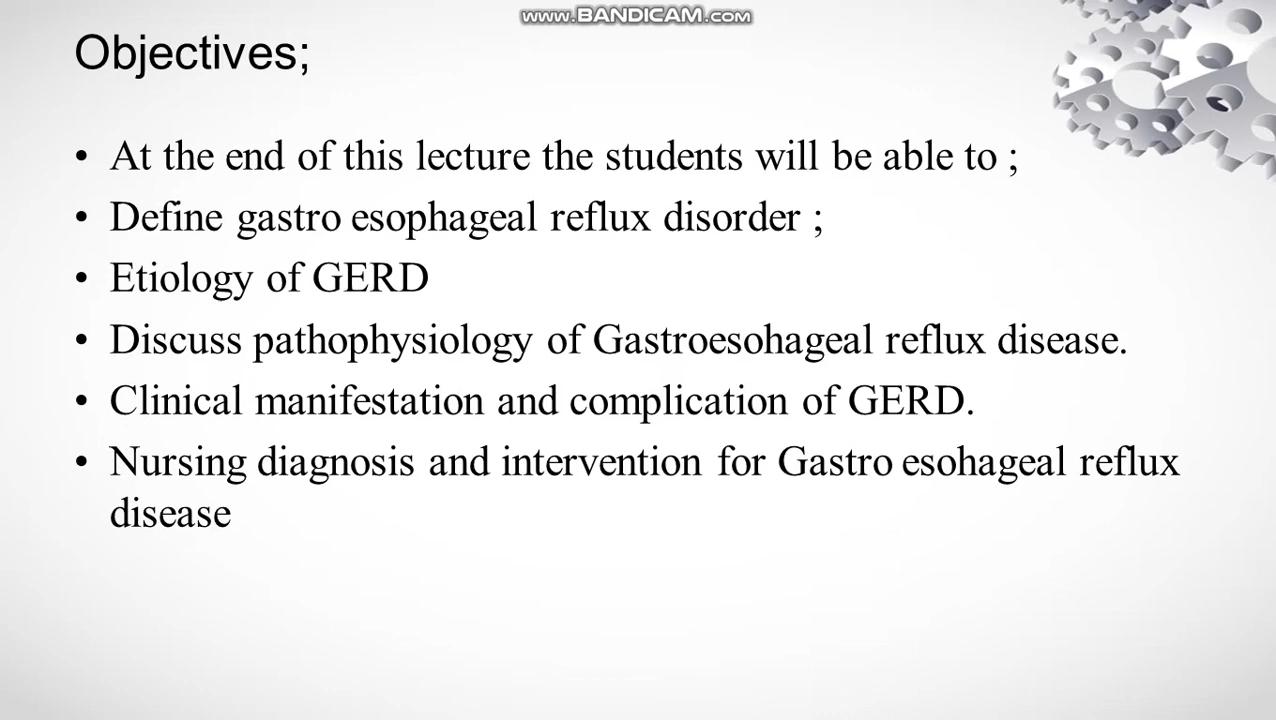 www.BANDICAM.com
Objectives;
• At the end of this lecture the students will be able to ;
• Define gastro esophageal reflux disorder ;
• Etiology of GERD
• Discuss pathophysiology of Gastroesohageal reflux disease.
• Clinical manifestation and complication of GERD.
• Nursing diagnosis and intervention for Gastro esohageal reflux
disease